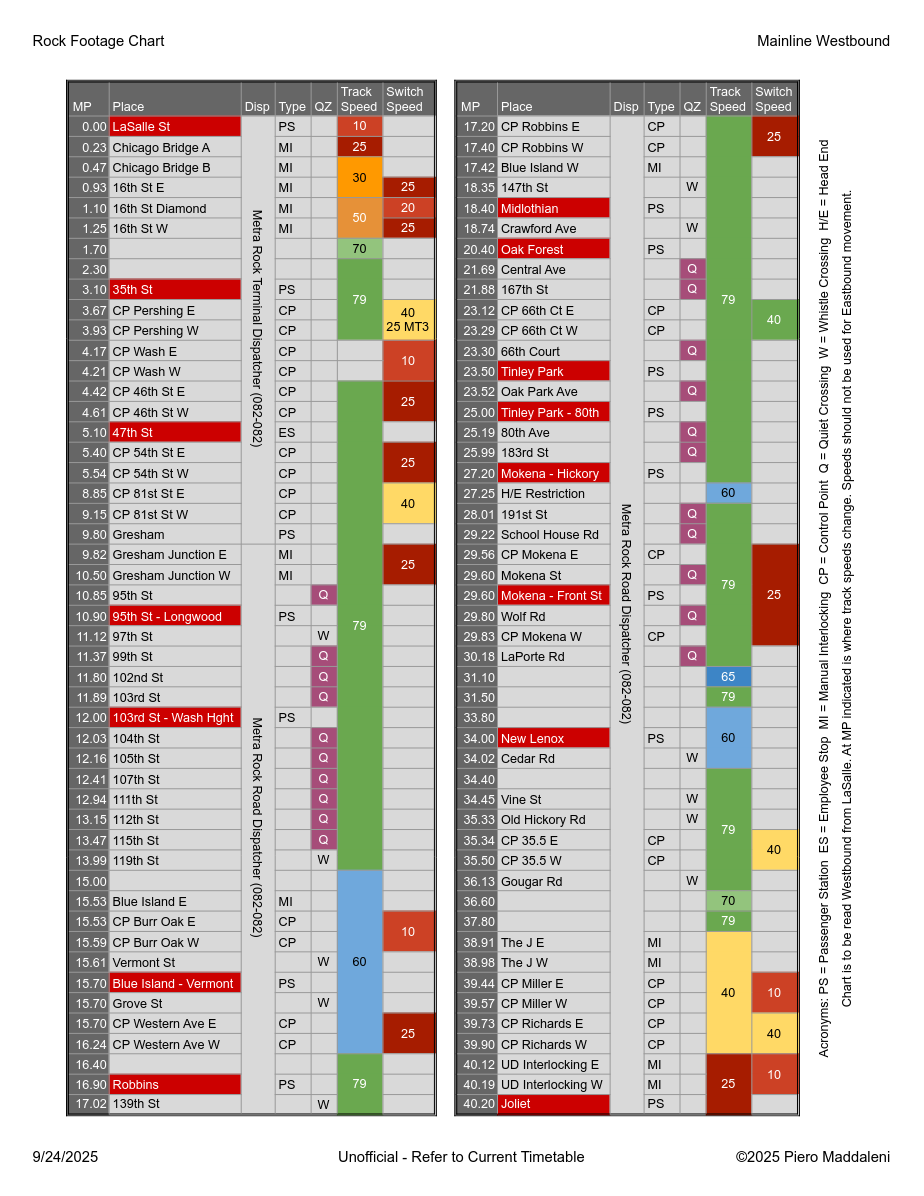 Rock Footage Chart
Mainline Westbound
MP Place Disp Type QZ Track Speed Switch Speed
0.00 LaSalle St PS 10
0.23 Chicago Bridge A MI 25
0.47 Chicago Bridge B MI 30
0.93 16th St E MI 25
1.10 16th St Diamond MI 50 20
1.25 16th St W MI 25
1.70 70
2.30
3.10 35th St PS 79
3.67 CP Pershing E CP 40
3.93 CP Pershing W CP 25 MT3
4.17 CP Wash E CP 10
4.21 CP Wash W CP
4.42 CP 46th St E CP 25
4.61 CP 46th St W CP
5.10 47th St ES
5.40 CP 54th St E CP 25
5.54 CP 54th St W CP
8.85 CP 81st St E CP 40
9.15 CP 81st St W CP
9.80 Gresham PS
Metra Rock Terminal Dispatcher (082-082)
9.82 Gresham Junction E MI 25
10.50 Gresham Junction W MI
10.85 95th St Q
10.90 95th St - Longwood PS 79
11.12 97th St W
11.37 99th St Q
11.80 102nd St Q
11.89 103rd St Q
12.00 103rd St - Wash Hght PS
12.03 104th St Q
12.16 105th St Q
12.41 107th St Q
12.94 111th St Q
13.15 112th St Q
13.47 115th St Q
13.99 119th St W
15.00
15.53 Blue Island E MI
15.53 CP Burr Oak E CP 10
15.59 CP Burr Oak W CP
15.61 Vermont St W 60
15.70 Blue Island - Vermont PS
15.70 Grove St W
15.70 CP Western Ave E CP 25
16.24 CP Western Ave W CP
16.40
16.90 Robbins PS 79
17.02 139th St W
Metra Rock Road Dispatcher (082-082)
MP Place Disp Type QZ Track Speed Switch Speed
17.20 CP Robbins E CP 25
17.40 CP Robbins W CP
17.42 Blue Island W MI
18.35 147th St W
18.40 Midlothian PS
18.74 Crawford Ave W
20.40 Oak Forest PS
21.69 Central Ave Q
21.88 167th St Q 79
23.12 CP 66th Ct E CP 40
23.29 CP 66th Ct W CP
23.30 66th Court Q
23.50 Tinley Park PS
23.52 Oak Park Ave Q
25.00 Tinley Park - 80th PS
25.19 80th Ave Q
25.99 183rd St Q
27.20 Mokena - Hickory PS
27.25 H/E Restriction 60
28.01 191st St Q
29.22 School House Rd Q
29.56 CP Mokena E CP
29.60 Mokena St Q 79
29.60 Mokena - Front St PS 25
29.80 Wolf Rd Q
29.83 CP Mokena W CP
30.18 LaPorte Rd Q
31.10 65
31.50 79
33.80
34.00 New Lenox PS 60
34.02 Cedar Rd W
34.40
34.45 Vine St W
35.33 Old Hickory Rd W
35.34 CP 35.5 E CP 79 40
35.50 CP 35.5 W CP
36.13 Gougar Rd W
36.60 70
37.80 79
38.91 The J E MI
38.98 The J W MI
39.44 CP Miller E CP 40 10
39.57 CP Miller W CP
39.73 CP Richards E CP 40
39.90 CP Richards W CP
40.12 UD Interlocking E MI 10
40.19 UD Interlocking W MI 25
40.20 Joliet PS
Metra Rock Road Dispatcher (082-082)
Acronyms: PS = Passenger Station ES = Employee Stop MI = Manual Interlocking CP = Control Point Q = Quiet Crossing W = Whistle Crossing H/E = Head End
Chart is to be read Westbound from LaSalle. At MP indicated is where track speeds change. Speeds should not be used for Eastbound movement.
9/24/2025
Unofficial - Refer to Current Timetable
©2025 Piero Maddaleni